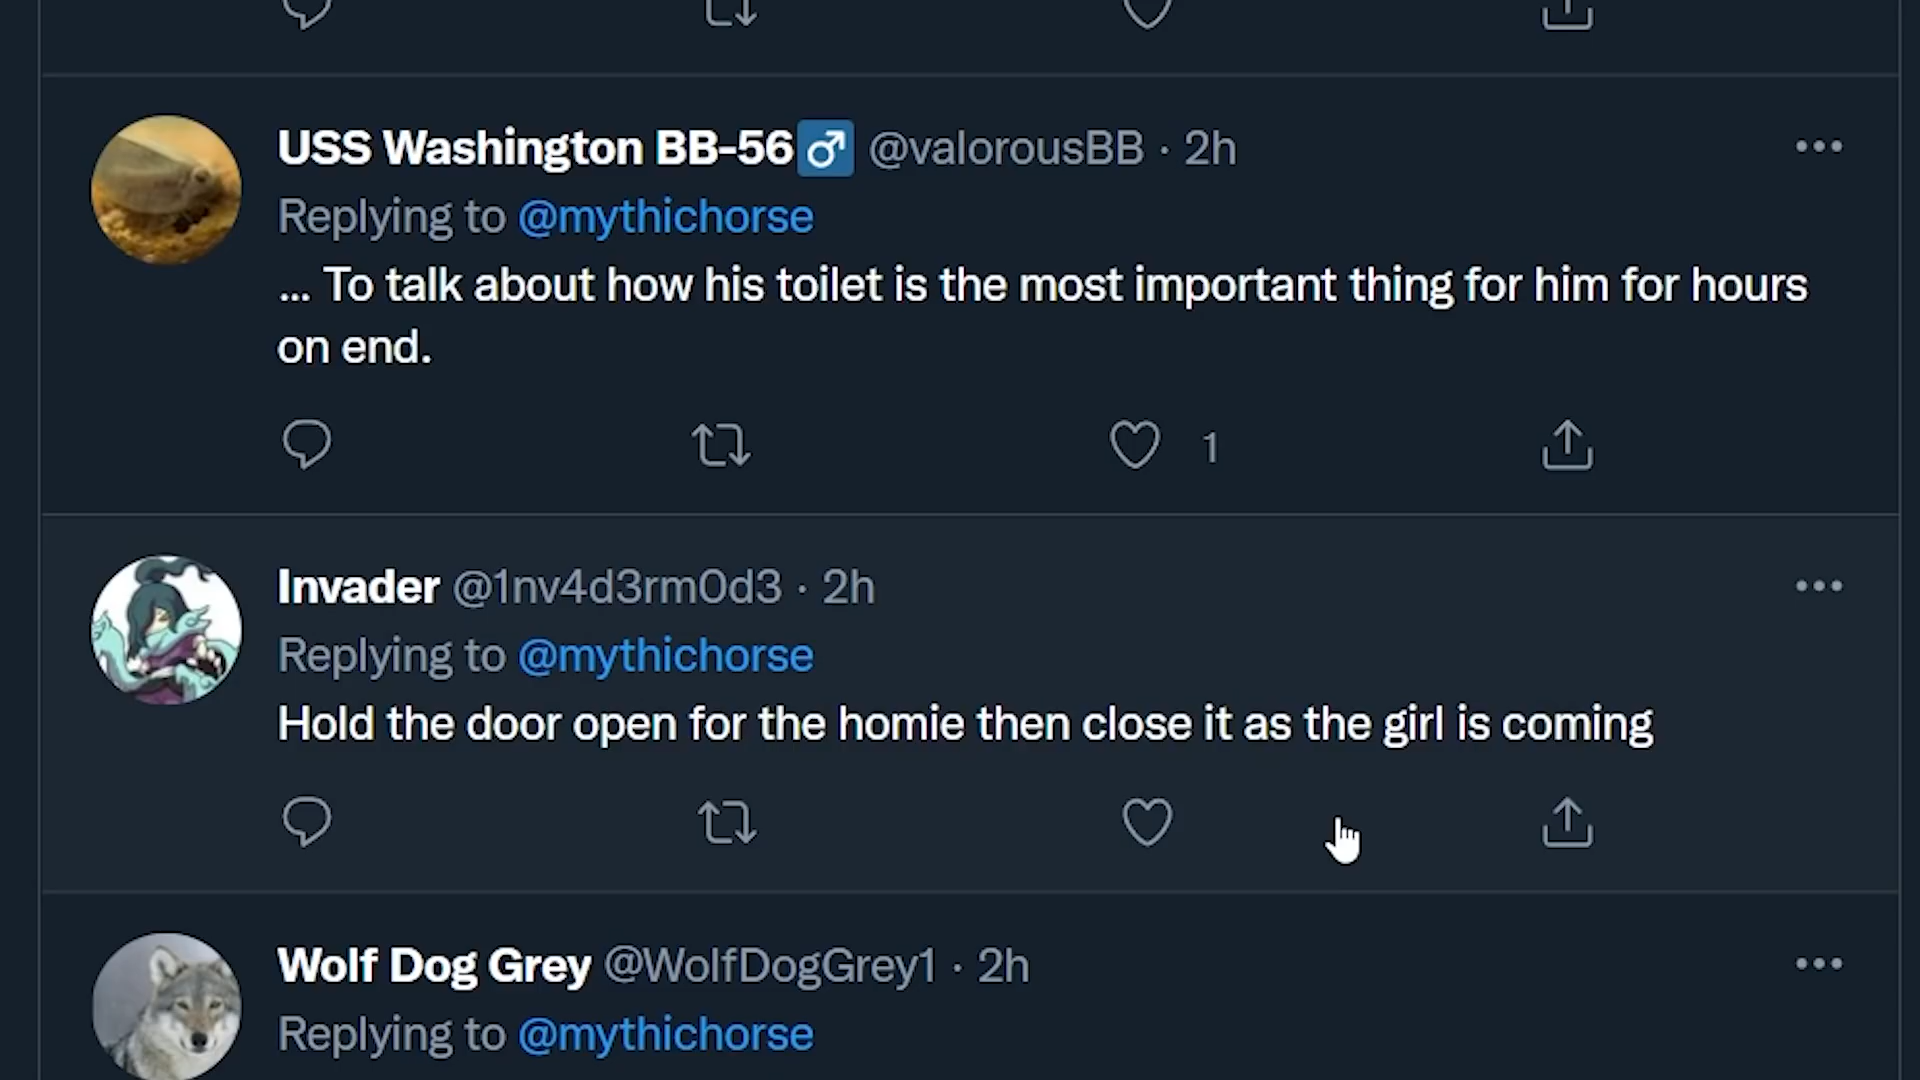 USS Washington BB-56♂ @valorousBB · 2h
Replying to @mythichorse
... To talk about how his toilet is the most important thing for him for hours
on end.
1
Invader @1nv4d3rm0d3 · 2h
Replying to @mythichorse
Hold the door open for the homie then close it as the girl is coming
Wolf Dog Grey @WolfDogGrey1 · 2h
Replying to @mythichorse